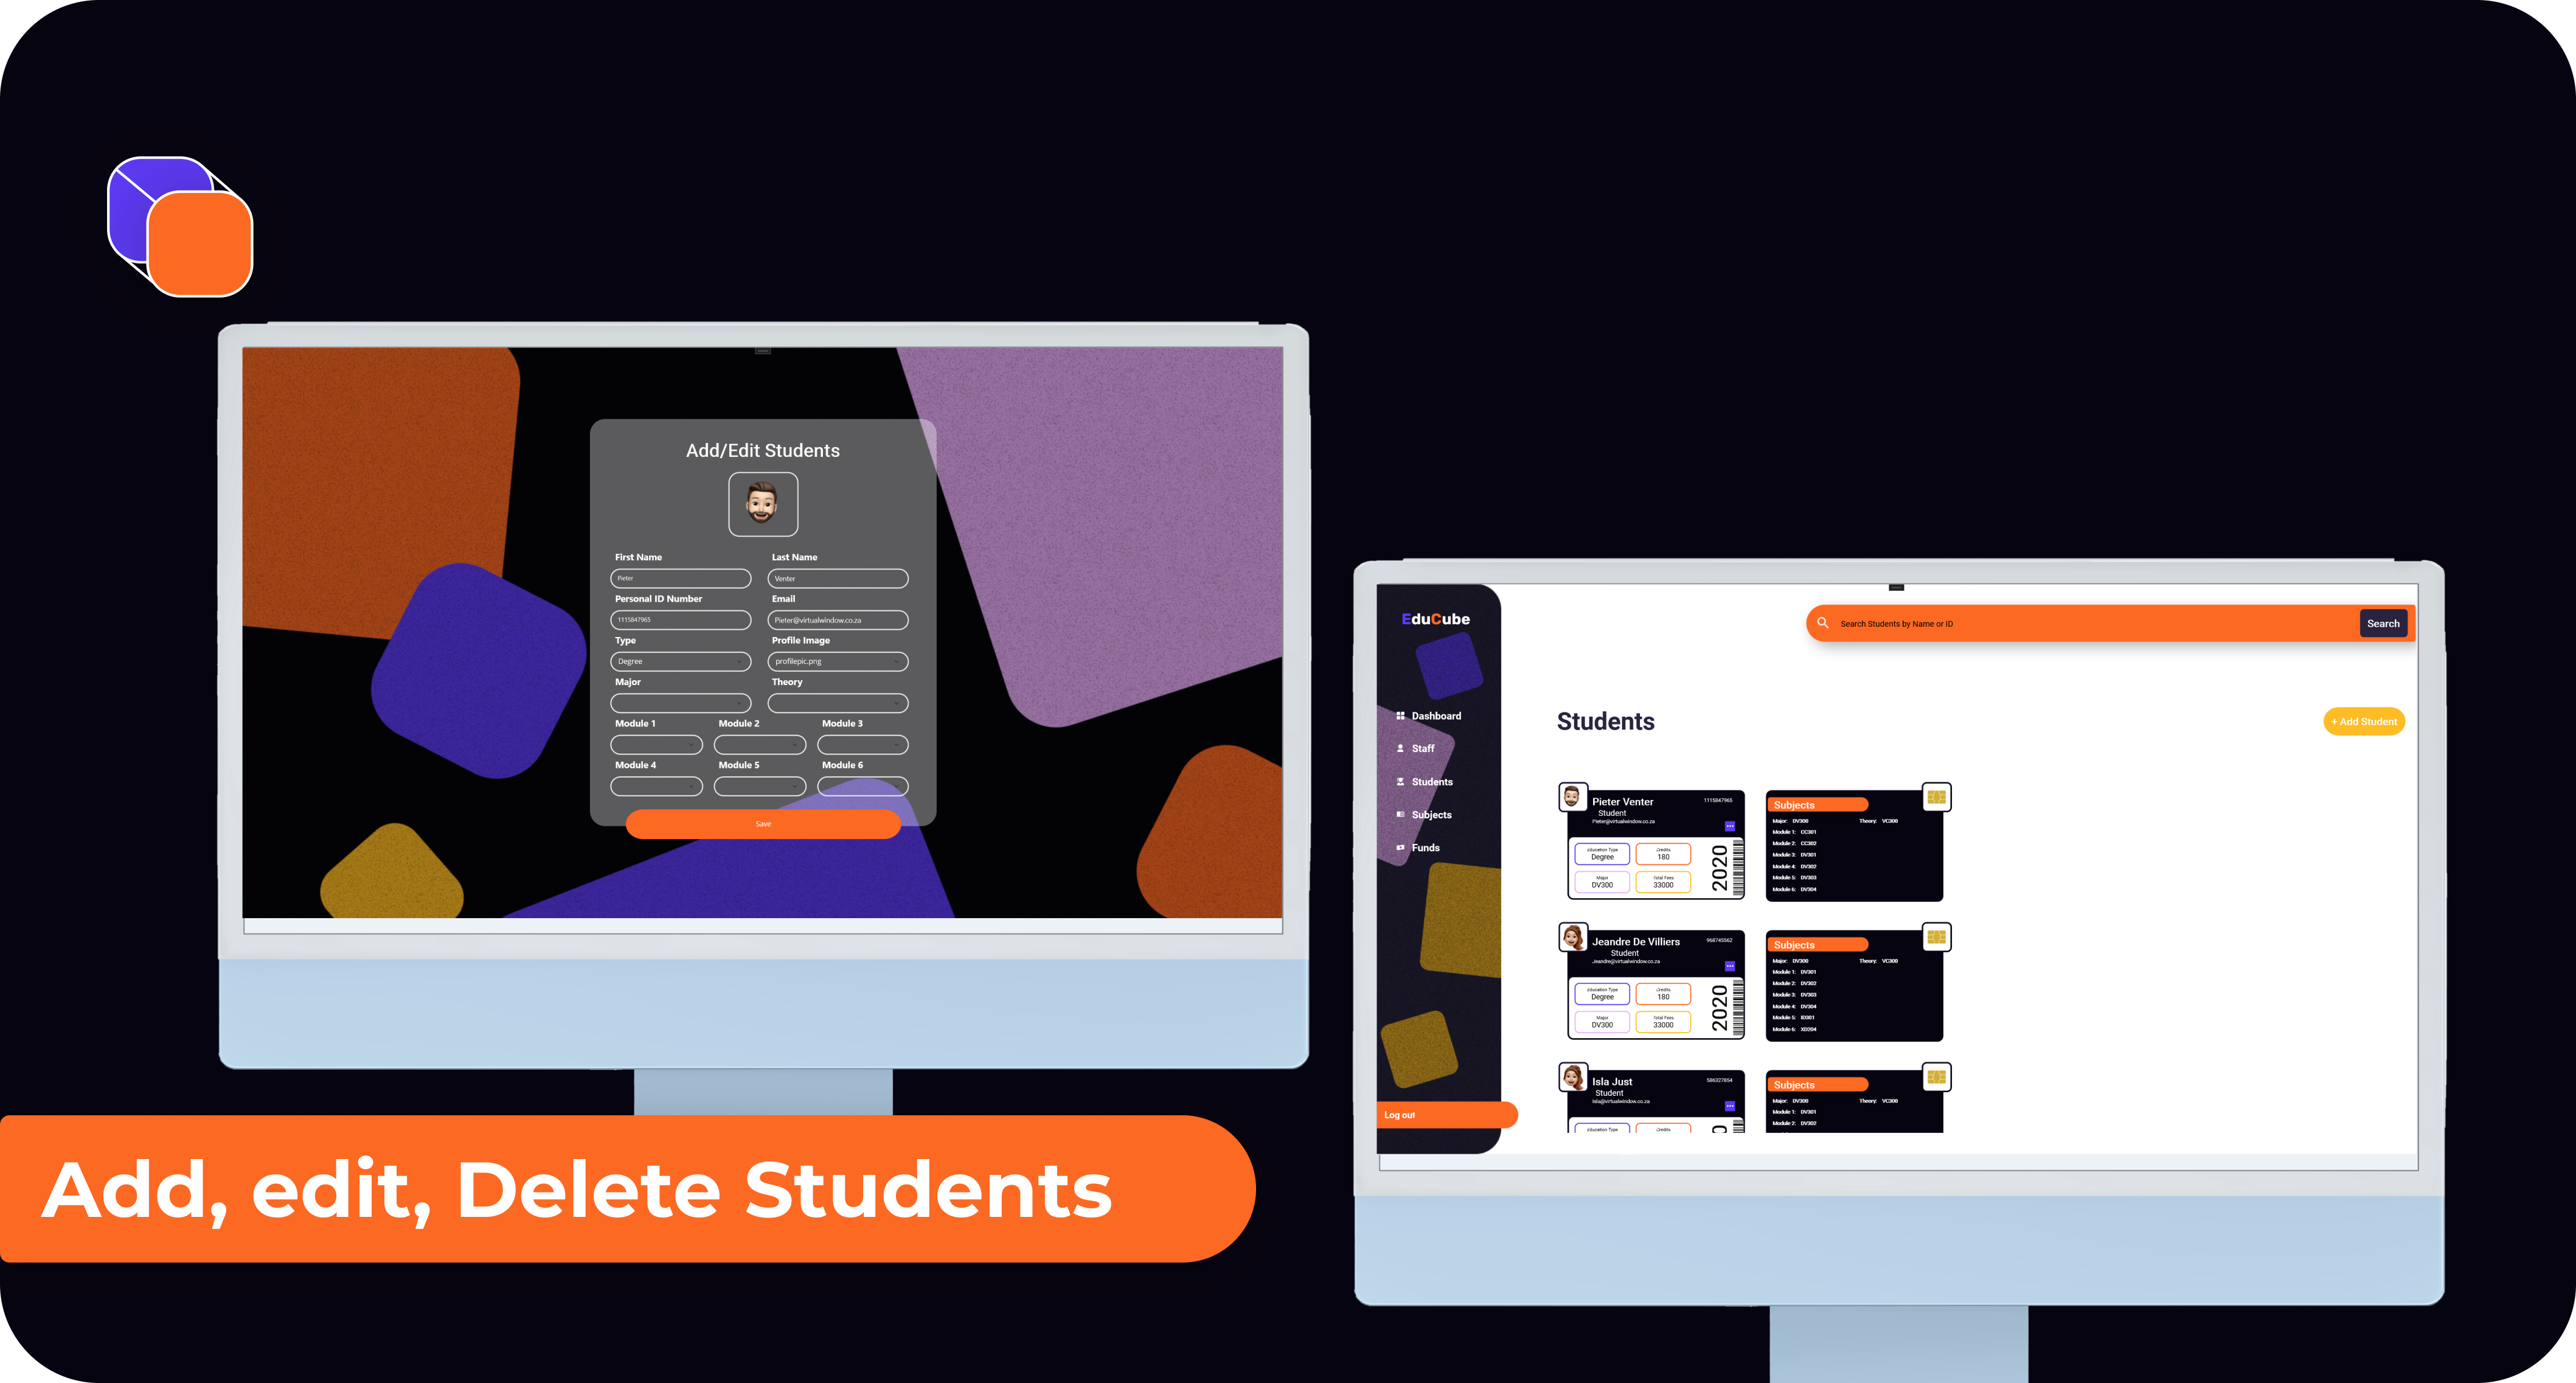 Add/Edit Students
First Name Last Name
Pieter Venter
Personal ID Number Email
1115847965 Pieter@virtualwindow.co.za
Type Profile Image
Degree profilepic.png
Major Theory
Module 1 Module 2 Module 3
Module 4 Module 5 Module 6
Save
Add, edit, Delete Students
EduCube
Dashboard
Staff
Students
Subjects
Funds
Log out
Search Students by Name or ID Search
Students + Add Student
Pieter Venter 1115847965
Student
Pieter@virtualwindow.co.za
Education Type Credits
Degree 180
Major Total Fees
DV300 33000
2020
Subjects
Major: DV300 Theory: VC300
Module 1: CC301
Module 2: CC302
Module 3: DV301
Module 4: DV302
Module 5: DV303
Module 6: DV304
Jeandre De Villiers 968745562
Student
Jeandre@virtualwindow.co.za
Education Type Credits
Degree 180
Major Total Fees
DV300 33000
2020
Subjects
Major: DV300 Theory: VC300
Module 1: DV301
Module 2: DV302
Module 3: DV303
Module 4: DV304
Module 5: ID301
Module 6: XD204
Isla Just 586327854
Student
Isla@virtualwindow.co.za
Education Type Credits
Subjects
Major: DV300 Theory: VC300
Module 1: DV301
Module 2: DV302